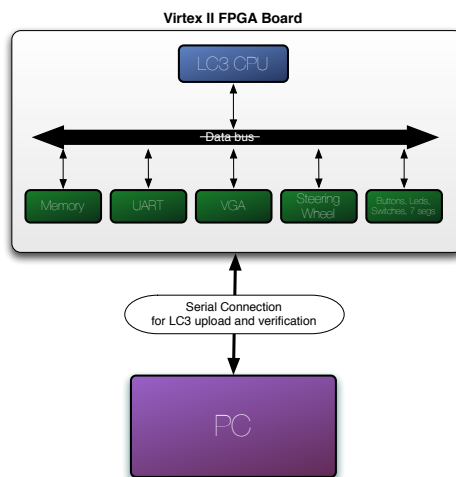 Virtex II FPGA Board
LC3 CPU
Data bus
Memory
UART
VGA
Steering
Wheel
Buttons, Leds,
Switches, 7 segs
Serial Connection
for LC3 upload and verification
PC